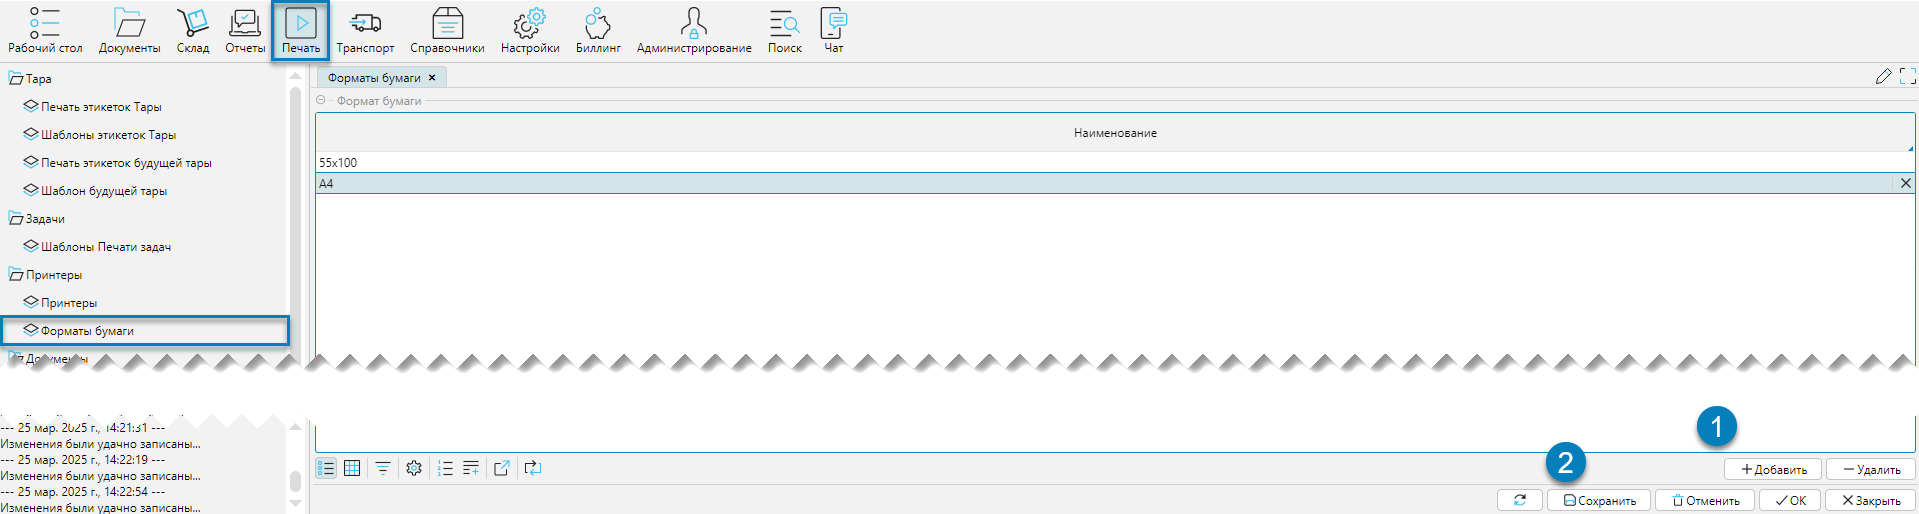 Рабочий стол Документы Склад Отчеты Печать Транспорт Справочники Настройки Биллинг Администрирование Поиск Чат
Тара
Печать этикеток Тары
Шаблоны этикеток Тары
Печать этикеток будущей тары
Шаблон будущей тары
Задачи
Шаблоны Печати задач
Принтеры
Принтеры
Форматы бумаги
Документы
Форматы бумаги
Формат бумаги
Наименование
55x100
A4
--- 25 мар. 2025 г., 14:21:31 ---
Изменения были удачно записаны...
--- 25 мар. 2025 г., 14:22:19 ---
Изменения были удачно записаны...
--- 25 мар. 2025 г., 14:22:54 ---
Изменения были удачно записаны...
1
2
Добавить Удалить
Сохранить Отменить OK Закрыть